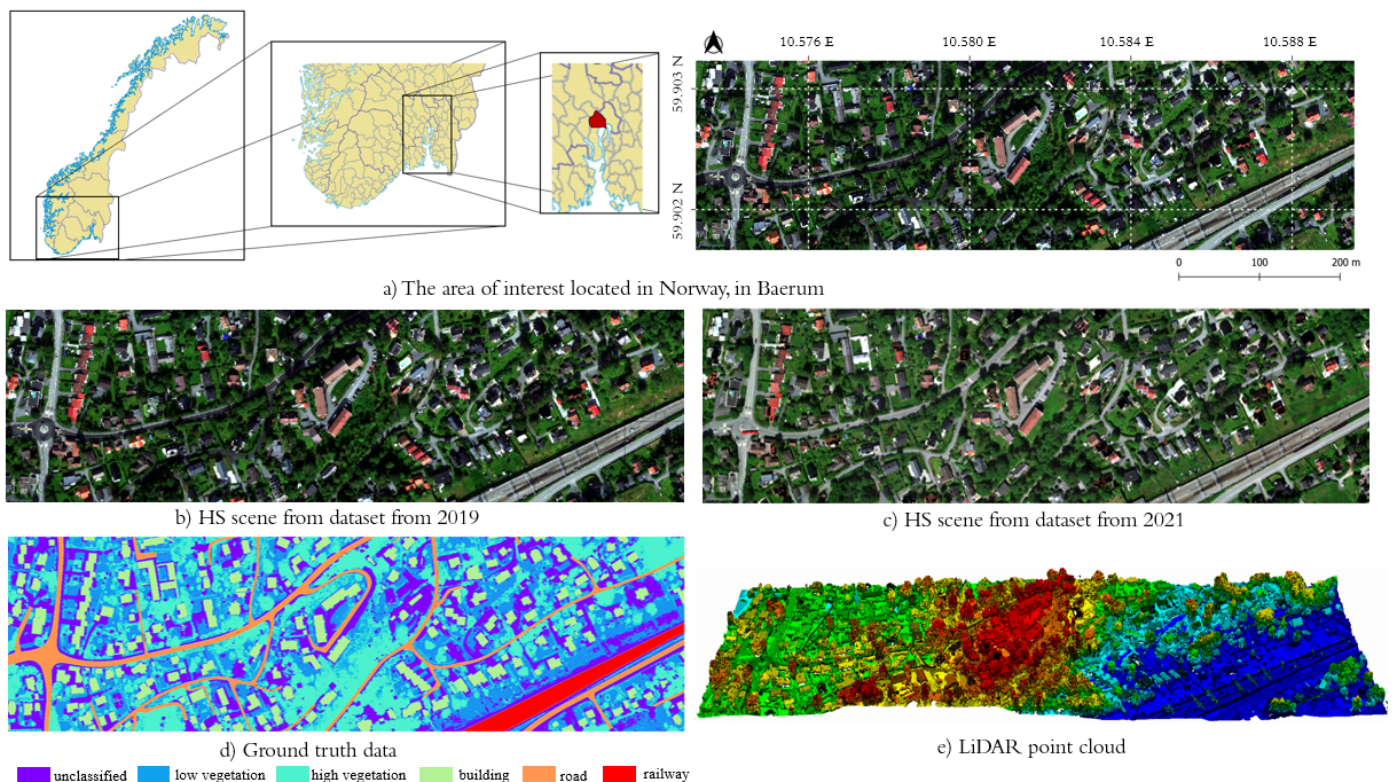 10.576 E 10.580 E 10.584 E 10.588 E
59.903 N
59.902 N
0 100 200 m
a) The area of interest located in Norway, in Baerum
b) HS scene from dataset from 2019
c) HS scene from dataset from 2021
d) Ground truth data
e) LiDAR point cloud
unclassified low vegetation high vegetation building road railway